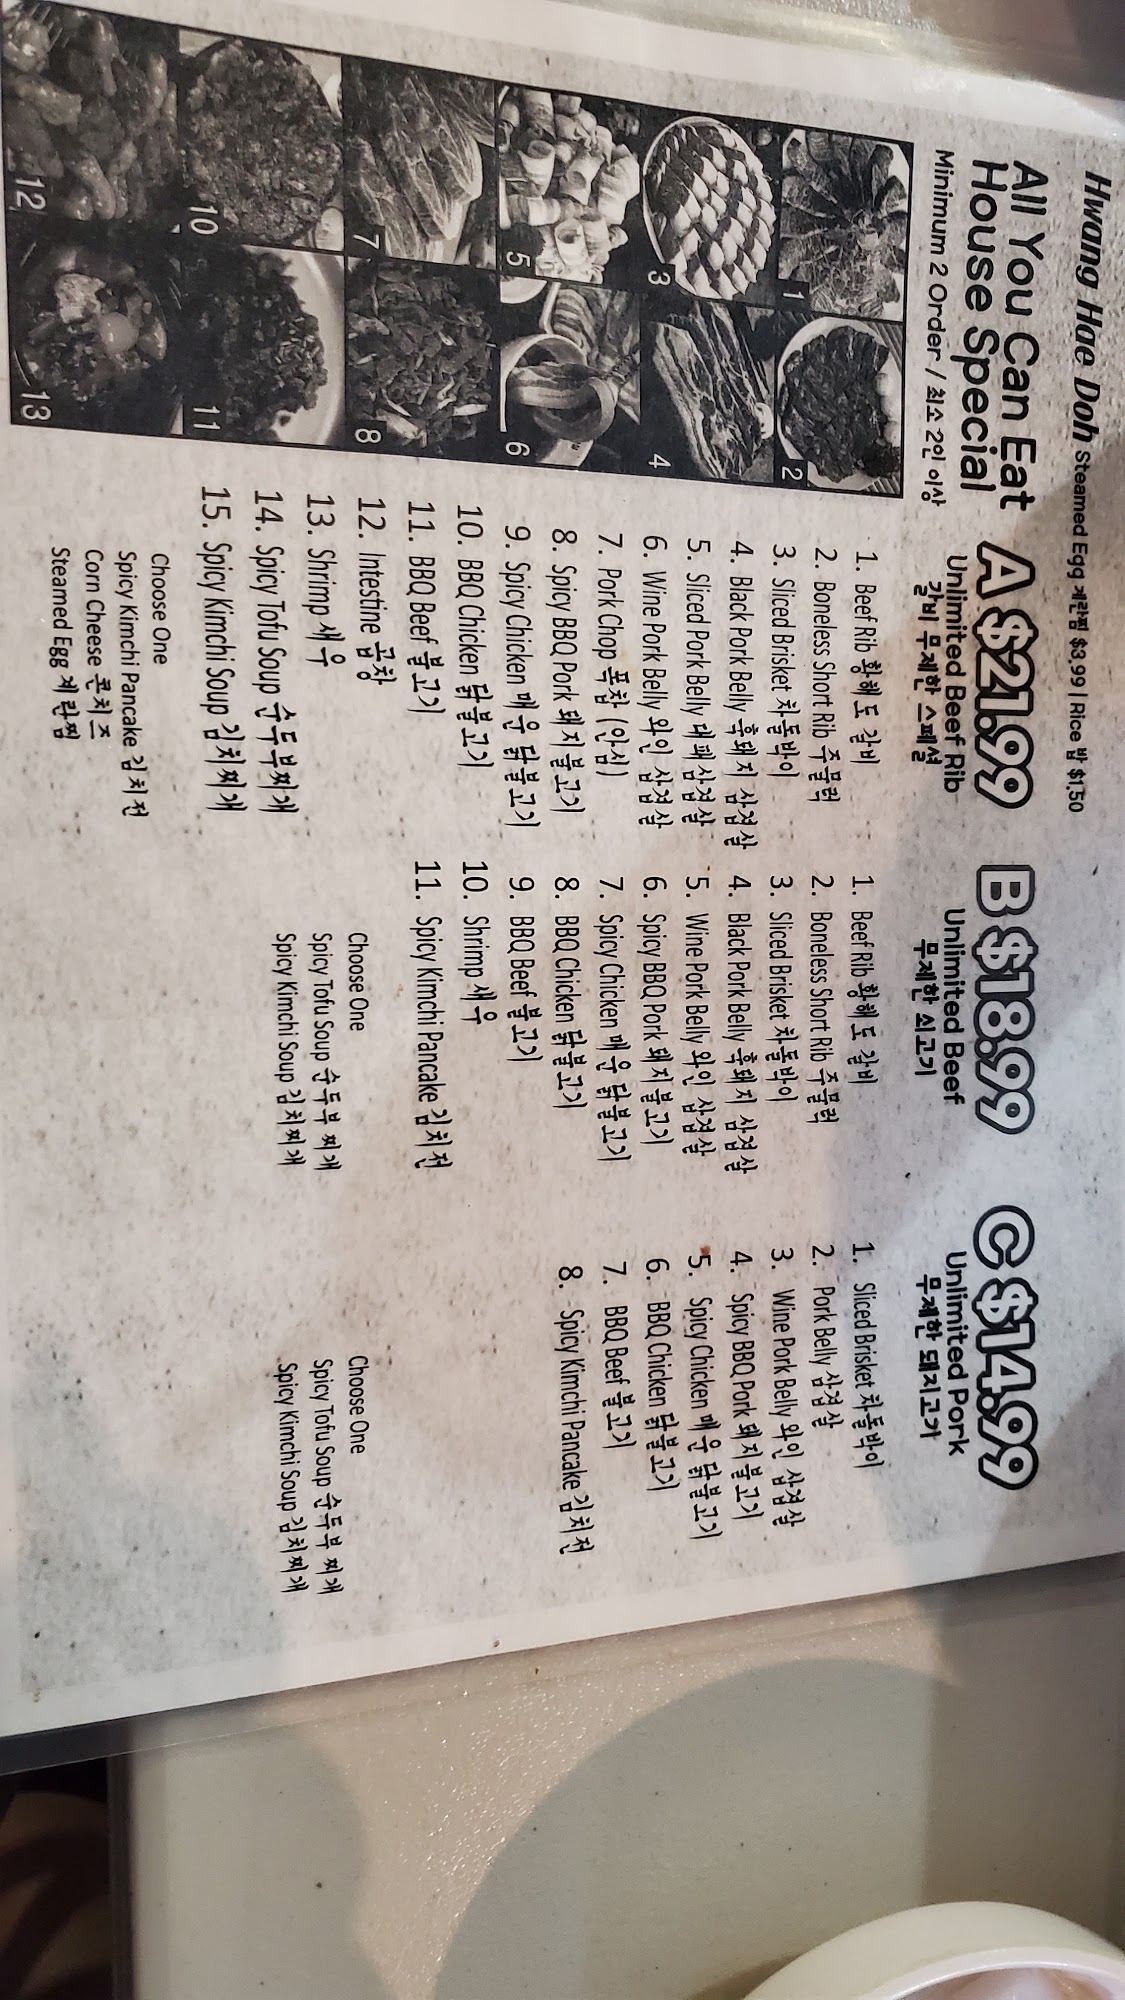 Hwang Hae Doh Steamed Egg 계란찜 $3.99 | Rice 밥 $1.50
All You Can Eat
House Special
Minimum 2 Order / 최소 2인 이상
1
2
3
4
5
6
7
8
10
11
12
13
A $21.99
Unlimited Beef Rib
갈비 무제한 스페셜
1. Beef Rib 황해도 갈비
2. Boneless Short Rib 주물럭
3. Sliced Brisket 차돌박이
4. Black Pork Belly 흑돼지 삼겹살
5. Sliced Pork Belly 대패삼겹살
6. Wine Pork Belly 와인 삼겹살
7. Pork Chop 폭찹 (안심)
8. Spicy BBQ Pork 돼지불고기
9. Spicy Chicken 매운 닭불고기
10. BBQ Chicken 닭불고기
11. BBQ Beef 불고기
12. Intestine 곱창
13. Shrimp 새우
14. Spicy Tofu Soup 순두부찌개
15. Spicy Kimchi Soup 김치찌개
Choose One
Spicy Kimchi Pancake 김치전
Corn Cheese 콘치즈
Steamed Egg 계란찜
B $18.99
Unlimited Beef
무제한 쇠고기
1. Beef Rib 황해도 갈비
2. Boneless Short Rib 주물럭
3. Sliced Brisket 차돌박이
4. Black Pork Belly 흑돼지 삼겹살
5. Wine Pork Belly 와인 삼겹살
6. Spicy BBQ Pork 돼지불고기
7. Spicy Chicken 매운 닭불고기
8. BBQ Chicken 닭불고기
9. BBQ Beef 불고기
10. Shrimp 새우
11. Spicy Kimchi Pancake 김치전
Choose One
Spicy Tofu Soup 순두부 찌개
Spicy Kimchi Soup 김치찌개
C $14.99
Unlimited Pork
무제한 돼지고기
1. Sliced Brisket 차돌박이
2. Pork Belly 삼겹살
3. Wine Pork Belly 와인 삼겹살
4. Spicy BBQ Pork 돼지불고기
5. Spicy Chicken 매운 닭불고기
6. BBQ Chicken 닭불고기
7. BBQ Beef 불고기
8. Spicy Kimchi Pancake 김치전
Choose One
Spicy Tofu Soup 순두부 찌개
Spicy Kimchi Soup 김치찌개